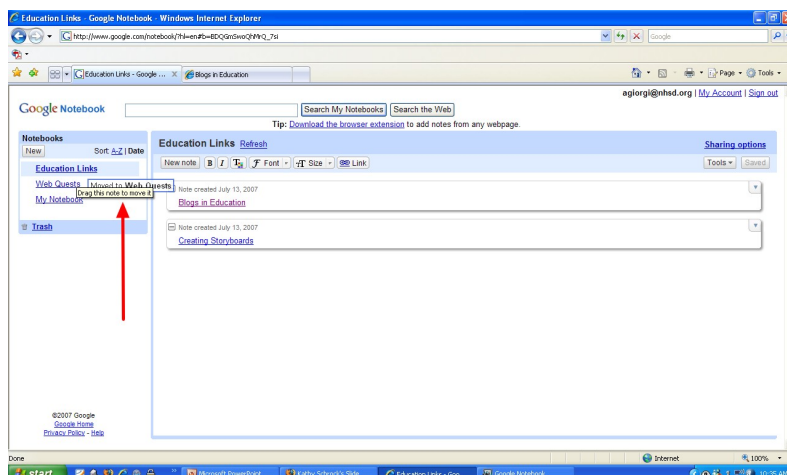 Education Links - Google Notebook - Windows Internet Explorer
http://www.google.com/notebook/?hl=en#b=BDQGmSwoQhMrQ_7si
Google
Education Links - Goog... Blogs in Education
Page Tools
agiorgi@nhsd.org | My Account | Sign out
Google Notebook Search My Notebooks Search the Web
Tip: Download the browser extension to add notes from any webpage.
Notebooks
New Sort: A-Z | Date
Education Links
Web Quests Moved to Web Quests
Drag this note to move it
My Notebook
Trash
Education Links Refresh Sharing options
New note B I T Font Size Link Tools Saved
Note created July 13, 2007
Blogs in Education
Note created July 13, 2007
Creating Storyboards
©2007 Google
Google Home
Privacy Policy - Help
Done Internet 100%
start Microsoft PowerPoint Kathy Schrock's Slide Education Links - Goo... Google Notebook 10:35 AM